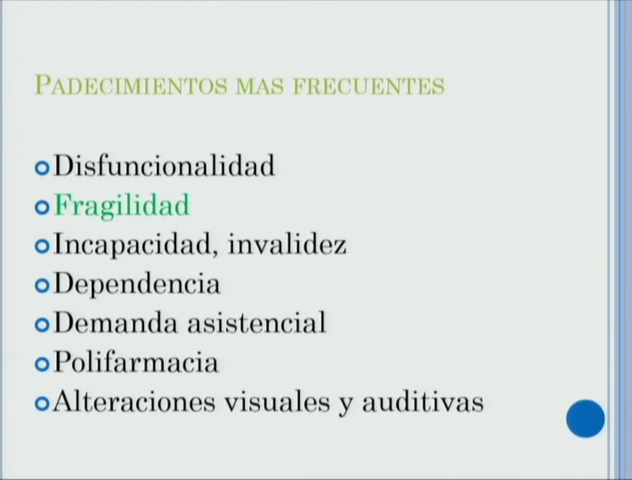 PADECIMIENTOS MAS FRECUENTES
Disfuncionalidad
Fragilidad
Incapacidad, invalidez
Dependencia
Demanda asistencial
Polifarmacia
Alteraciones visuales y auditivas